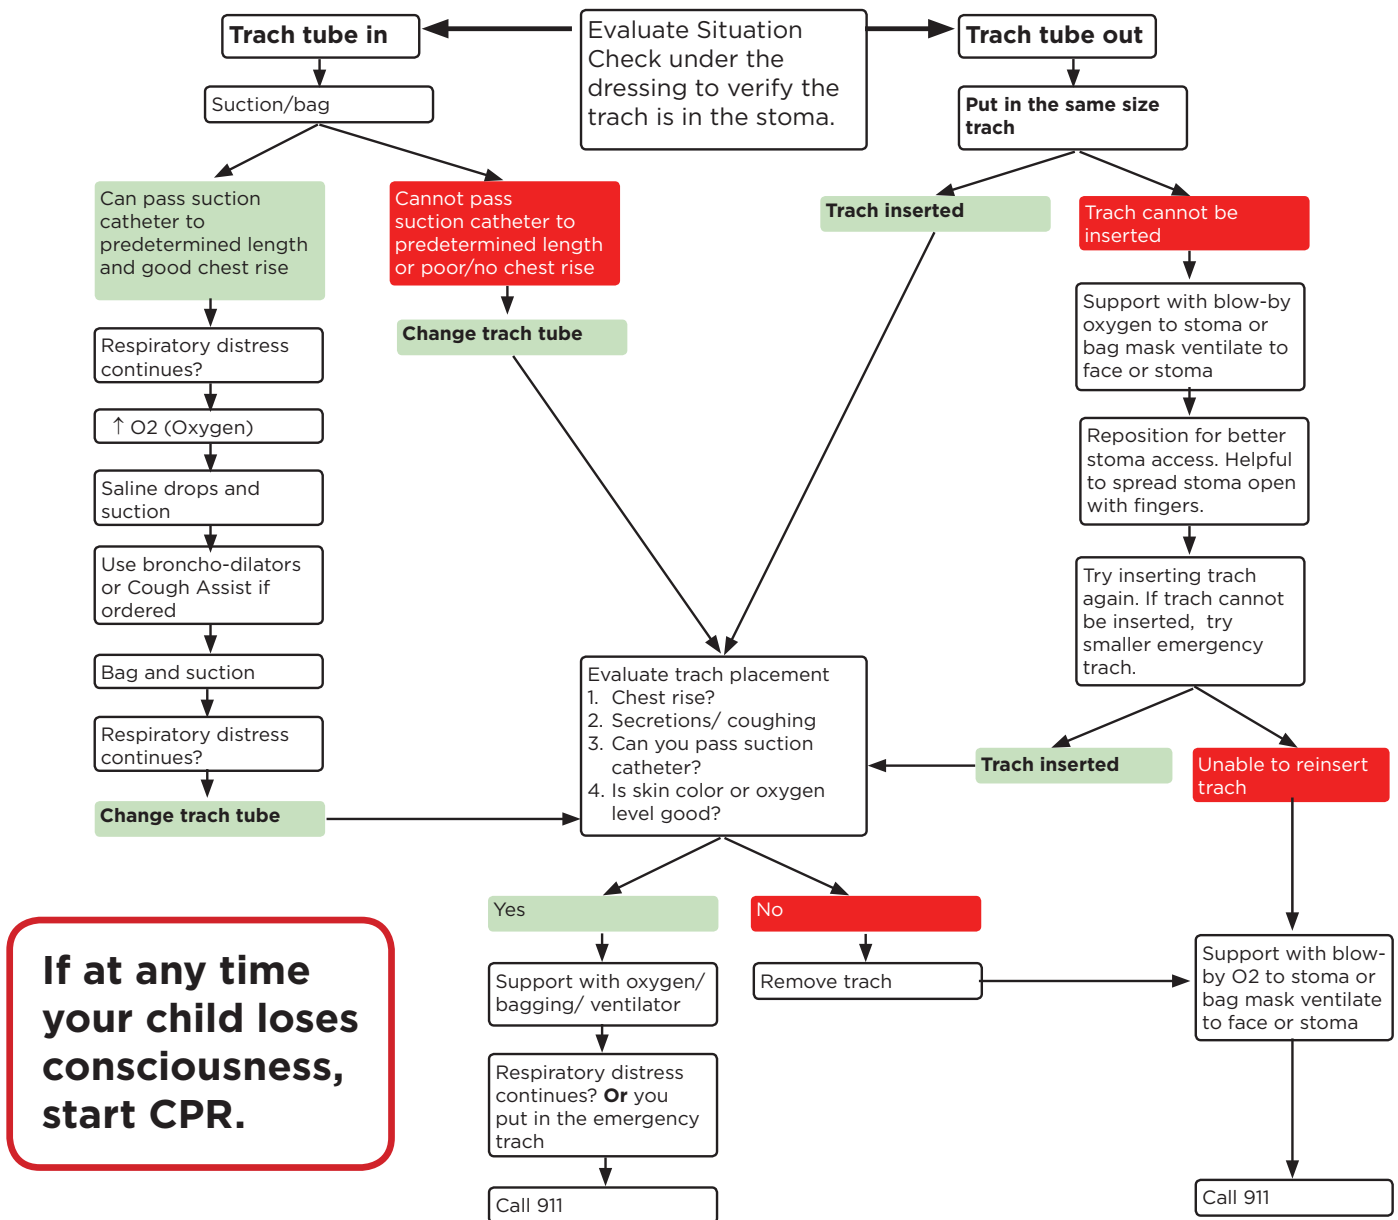 Trach tube in
Evaluate Situation
Check under the
dressing to verify the
trach is in the stoma.
Trach tube out
Suction/bag
Put in the same size
trach
Can pass suction
catheter to
predetermined length
and good chest rise
Cannot pass
suction catheter to
predetermined length
or poor/no chest rise
Trach inserted
Trach cannot be
inserted
Change trach tube
Respiratory distress
continues?
↑ O2 (Oxygen)
Saline drops and
suction
Use broncho-dilators
or Cough Assist if
ordered
Bag and suction
Respiratory distress
continues?
Change trach tube
Support with blow-by
oxygen to stoma or
bag mask ventilate to
face or stoma
Reposition for better
stoma access. Helpful
to spread stoma open
with fingers.
Try inserting trach
again. If trach cannot
be inserted, try
smaller emergency
trach.
Evaluate trach placement
1. Chest rise?
2. Secretions/ coughing
3. Can you pass suction
catheter?
4. Is skin color or oxygen
level good?
Trach inserted
Unable to reinsert
trach
Yes
No
Support with oxygen/
bagging/ ventilator
Remove trach
Support with blow-
by O2 to stoma or
bag mask ventilate
to face or stoma
Respiratory distress
continues? Or you
put in the emergency
trach
Call 911
Call 911
If at any time
your child loses
consciousness,
start CPR.